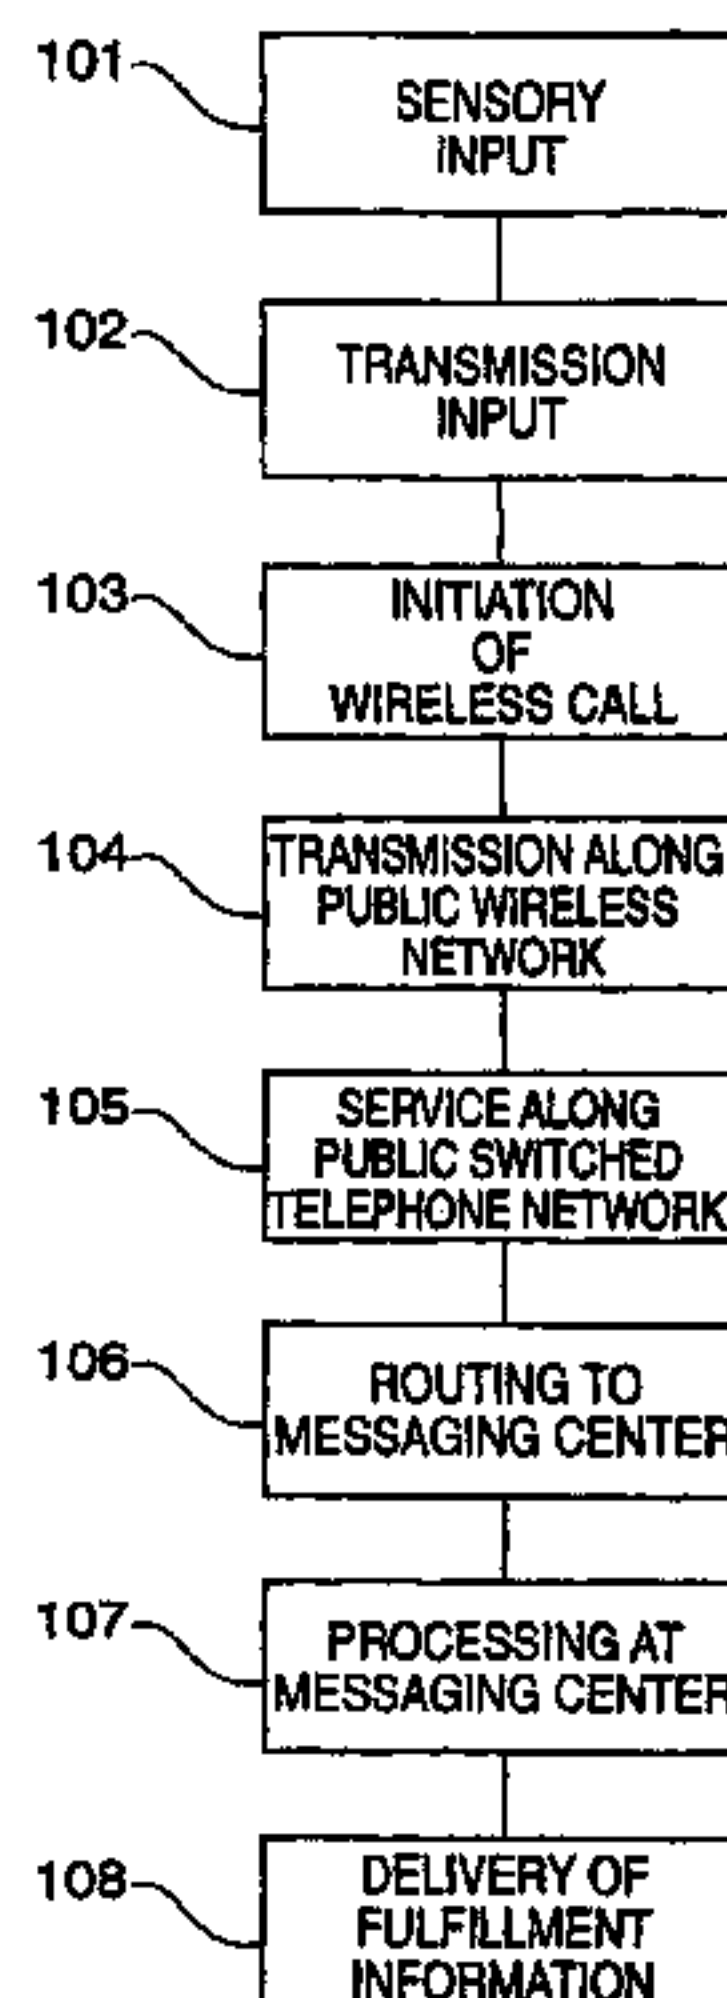 101
SENSORY
INPUT
102
TRANSMISSION
INPUT
103
INITIATION
OF
WIRELESS CALL
104
TRANSMISSION ALONG
PUBLIC WIRELESS
NETWORK
105
SERVICE ALONG
PUBLIC SWITCHED
TELEPHONE NETWORK
106
ROUTING TO
MESSAGING CENTER
107
PROCESSING AT
MESSAGING CENTER
108
DELIVERY OF
FULFILLMENT
INFORMATION